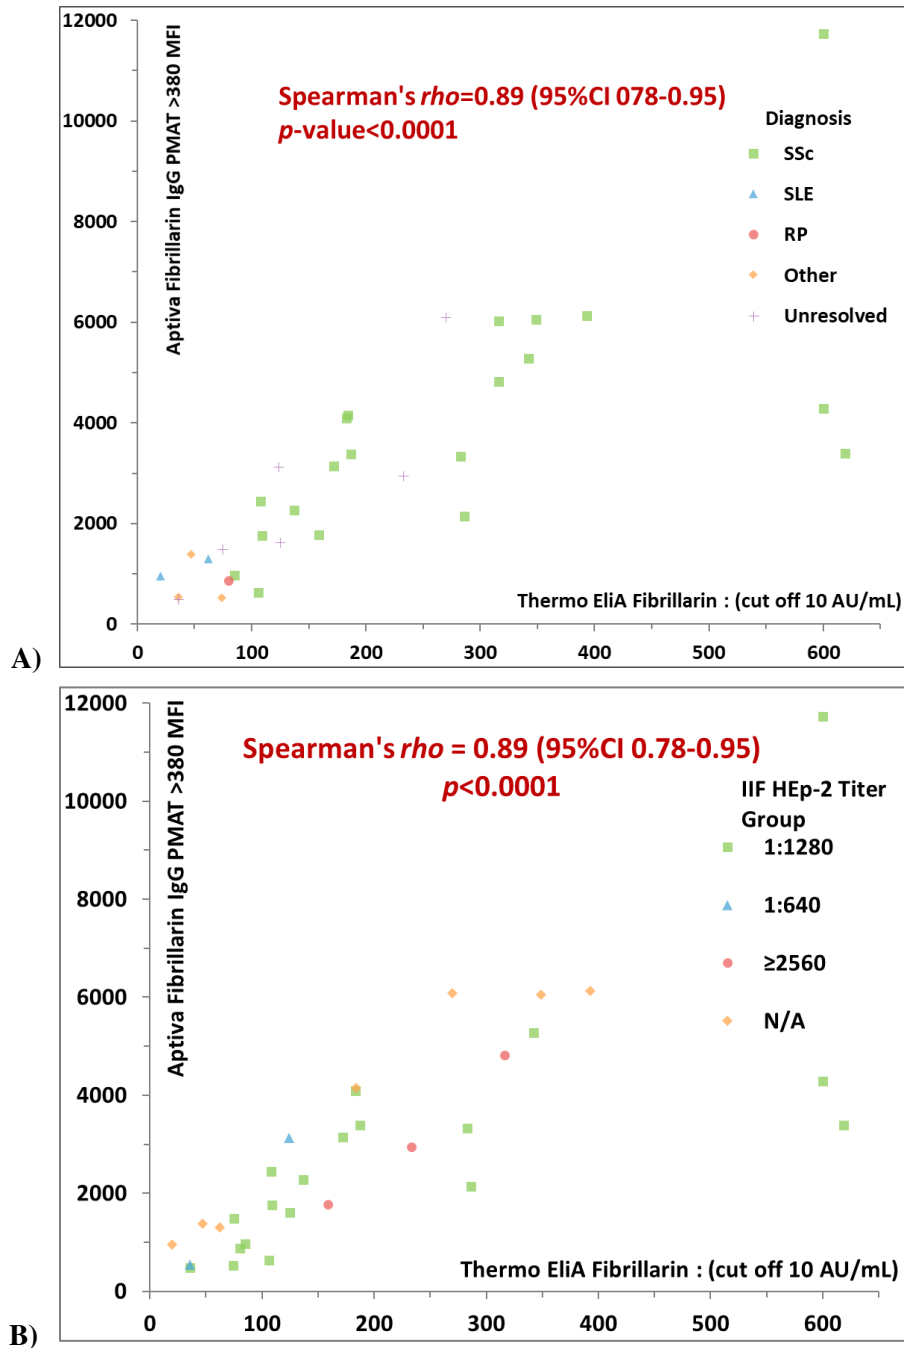 12000
10000
8000
6000
4000
2000
0
Aptiva Fibrillarin IgG PMAT >380 MFI
Spearman's rho=0.89 (95%CI 078-0.95)
p-value<0.0001
Diagnosis
SSc
SLE
RP
Other
Unresolved
Thermo EliA Fibrillarin : (cut off 10 AU/mL)
0 100 200 300 400 500 600
A)
12000
10000
8000
6000
4000
2000
0
Aptiva Fibrillarin IgG PMAT >380 MFI
Spearman's rho = 0.89 (95%CI 0.78-0.95)
p<0.0001
IIF HEp-2 Titer
Group
1:1280
1:640
≥2560
N/A
Thermo EliA Fibrillarin : (cut off 10 AU/mL)
0 100 200 300 400 500 600
B)